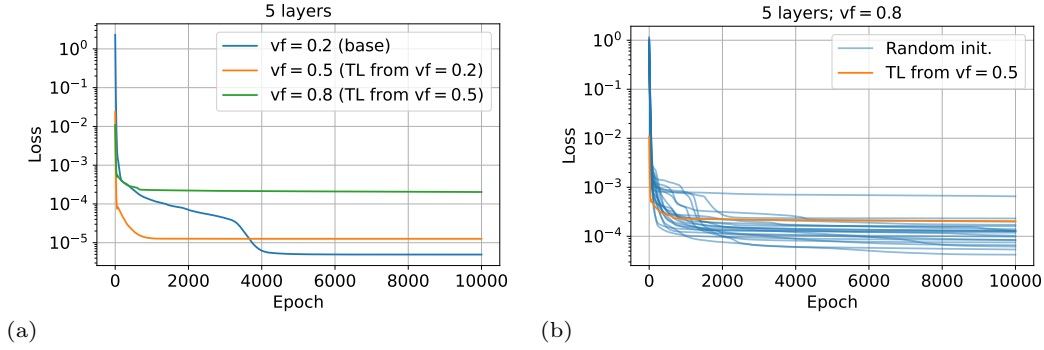 5 layers
Loss
10^0
10^{-1}
10^{-2}
10^{-3}
10^{-4}
10^{-5}
vf = 0.2 (base)
vf = 0.5 (TL from vf = 0.2)
vf = 0.8 (TL from vf = 0.5)
0 2000 4000 6000 8000 10000
Epoch
(a)
5 layers; vf = 0.8
Loss
10^0
10^{-1}
10^{-2}
10^{-3}
10^{-4}
Random init.
TL from vf = 0.5
0 2000 4000 6000 8000 10000
Epoch
(b)